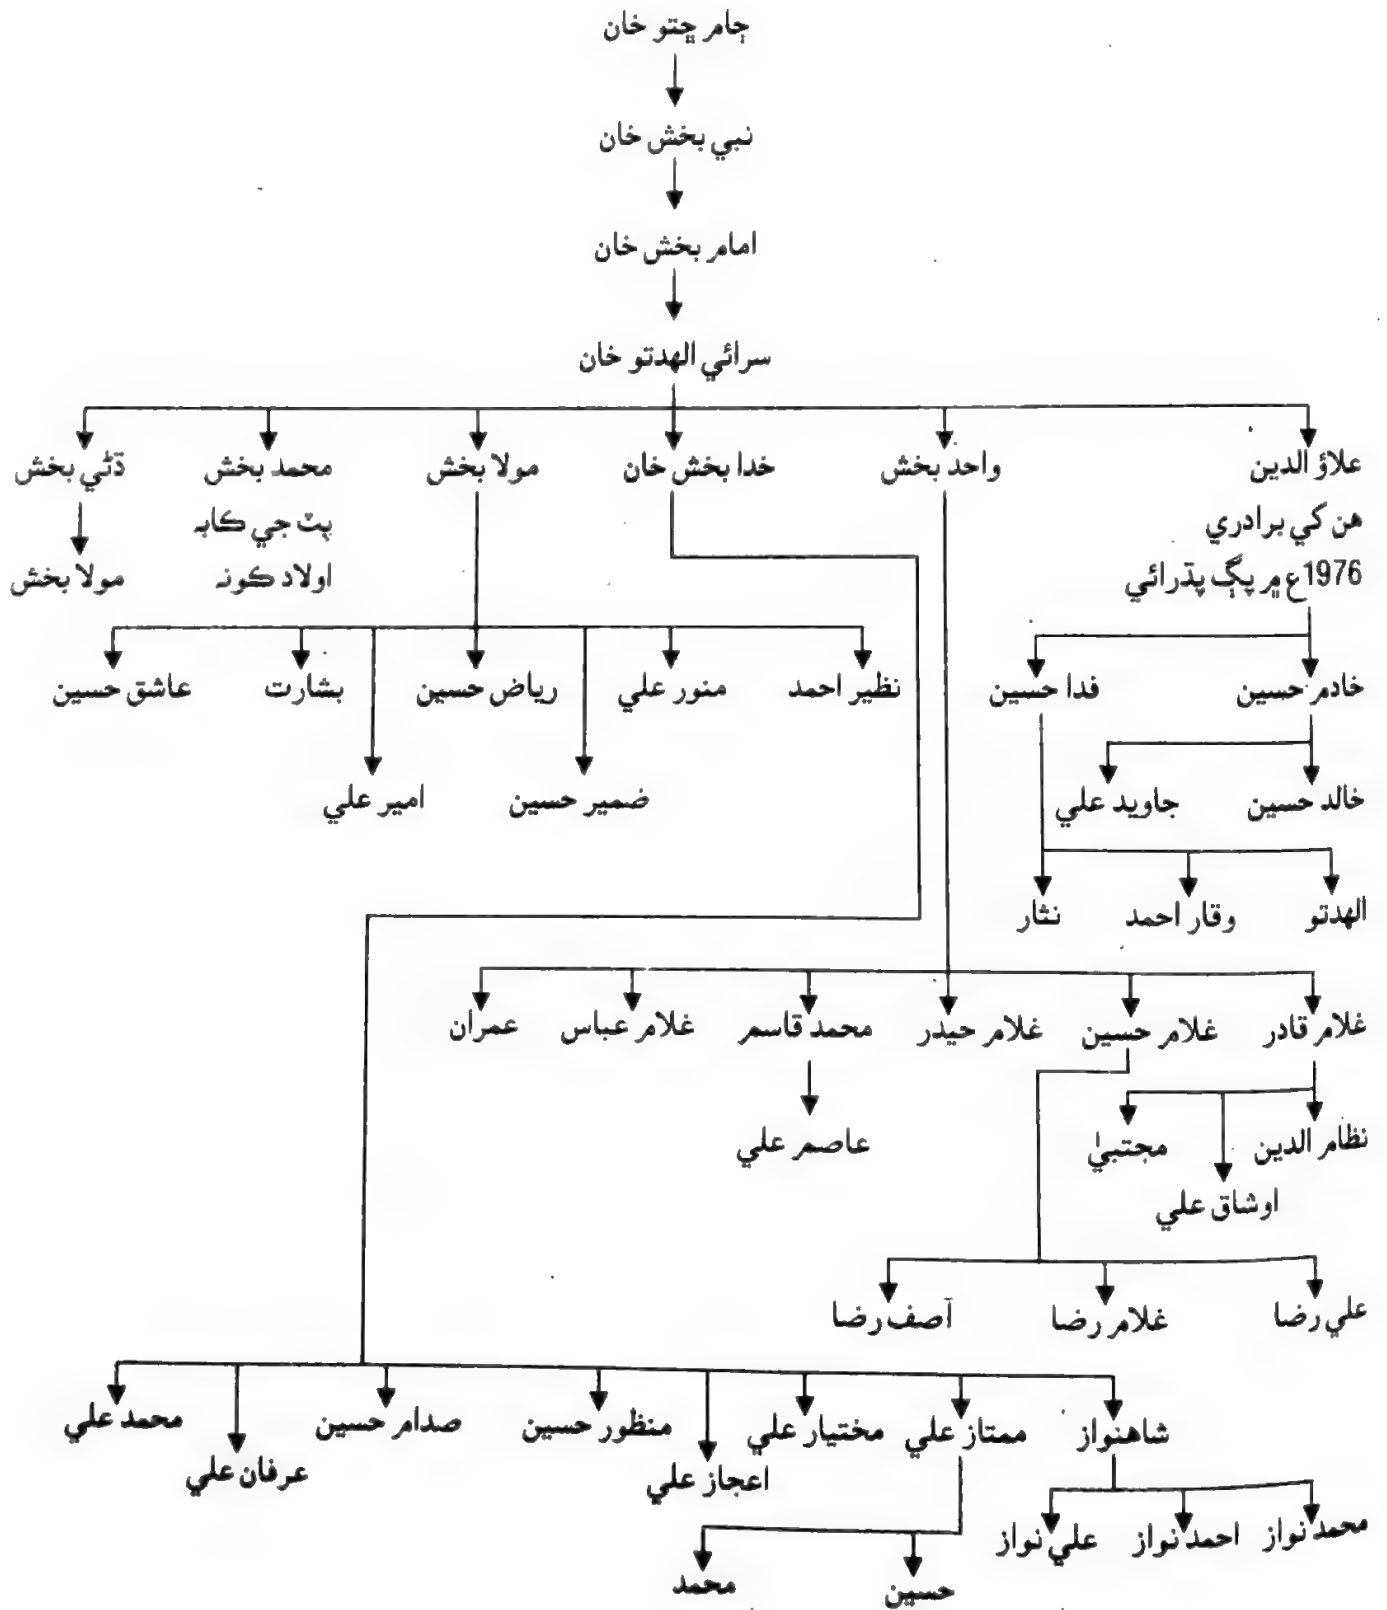 ڄام ڇتو خان
نبي بخش خان
امام بخش خان
سرائي الهڏتو خان
علاؤ الدين
واحد بخش
خدا بخش خان
مولا بخش
محمد بخش
ڌڻي بخش
هن کي برادري
1976ع ۾ پڳ پڌرائي
پٽ جي ڪابہ
اولاد ڪونہ
مولا بخش
خادم حسين
فدا حسين
نظير احمد
منور علي
رياض حسين
بشارت
عاشق حسين
خالد حسين
جاويد علي
ضمير حسين
امير علي
الهڏتو
وقار احمد
نثار
غلام قادر
غلام حسين
غلام حيدر
محمد قاسم
غلام عباس
عمران
نظام الدين
مجتبيٰ
عاصم علي
اوشاق علي
علي رضا
غلام رضا
آصف رضا
شاهنواز
ممتاز علي
مختيار علي
منظور حسين
صدام حسين
محمد علي
اعجاز علي
عرفان علي
محمد نواز
احمد نواز
علي نواز
حسين
محمد